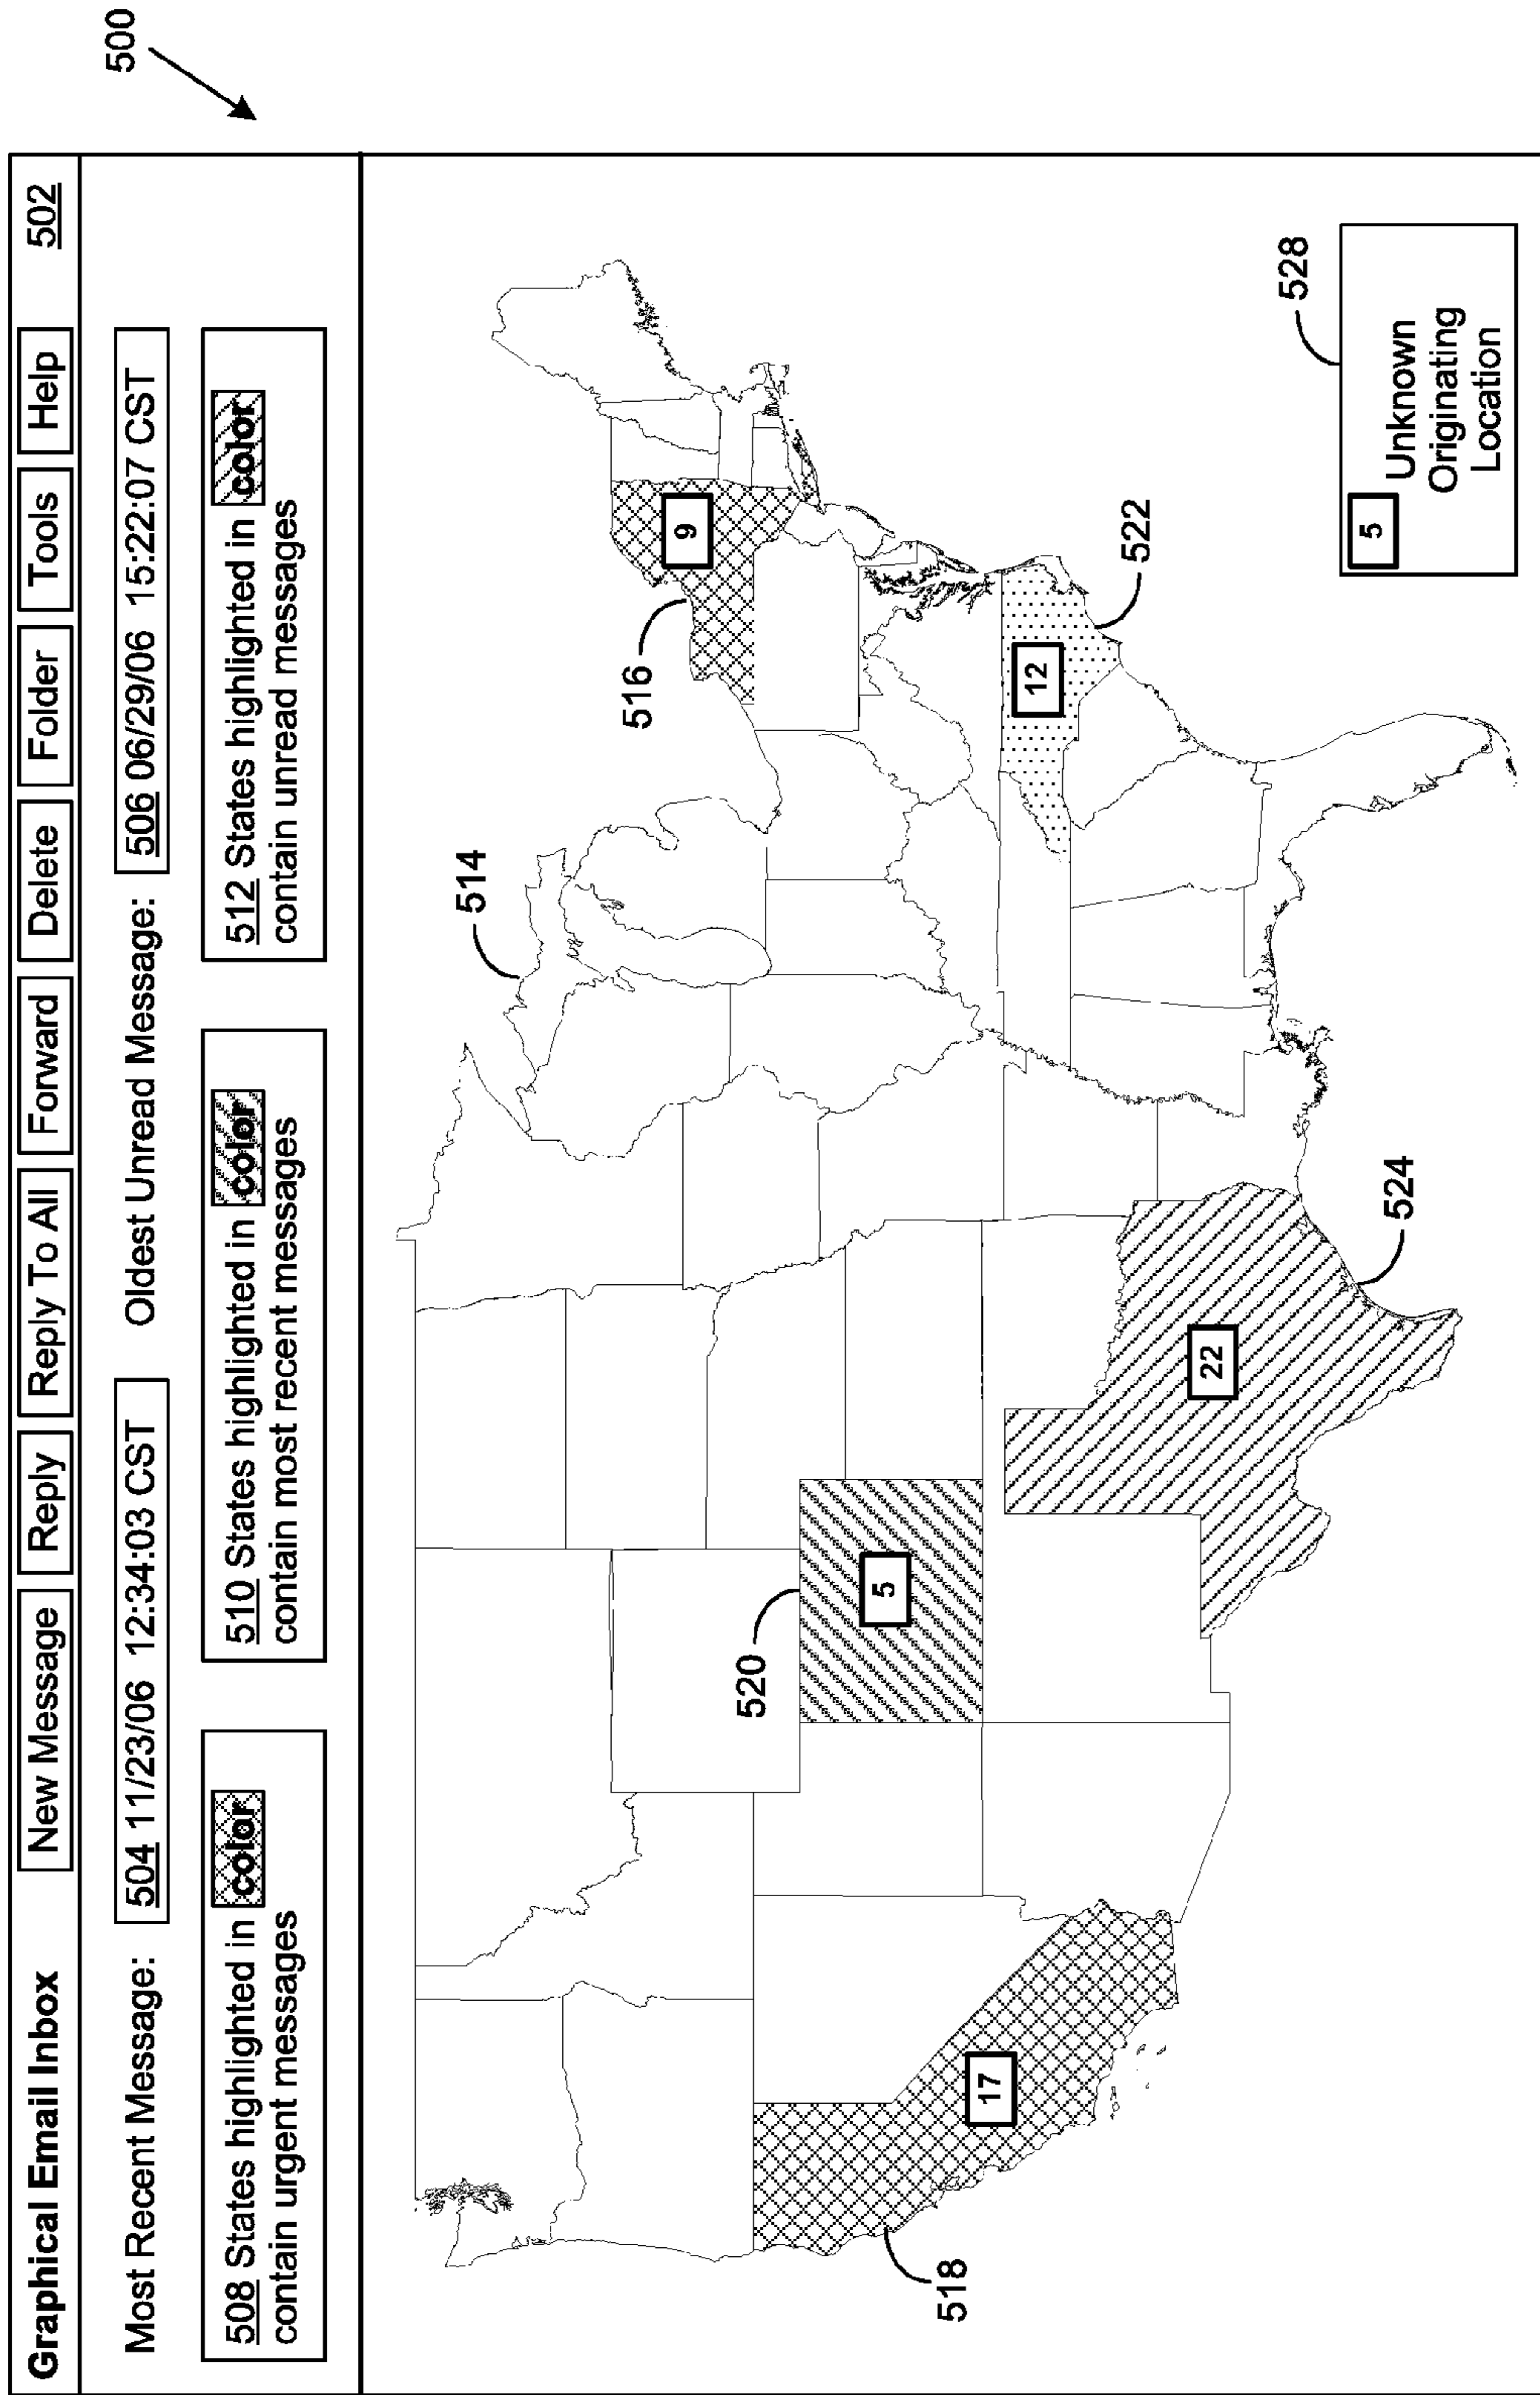 500
Graphical Email Inbox New Message Reply Reply To All Forward Delete Folder Tools Help 502
Most Recent Message: 504 11/23/06 12:34:03 CST Oldest Unread Message: 506 06/29/06 15:22:07 CST
508 States highlighted in color
contain urgent messages
510 States highlighted in color
contain most recent messages
512 States highlighted in color
contain unread messages
514
516
9
518
17
520
5
12
522
22
524
528
5
Unknown
Originating
Location